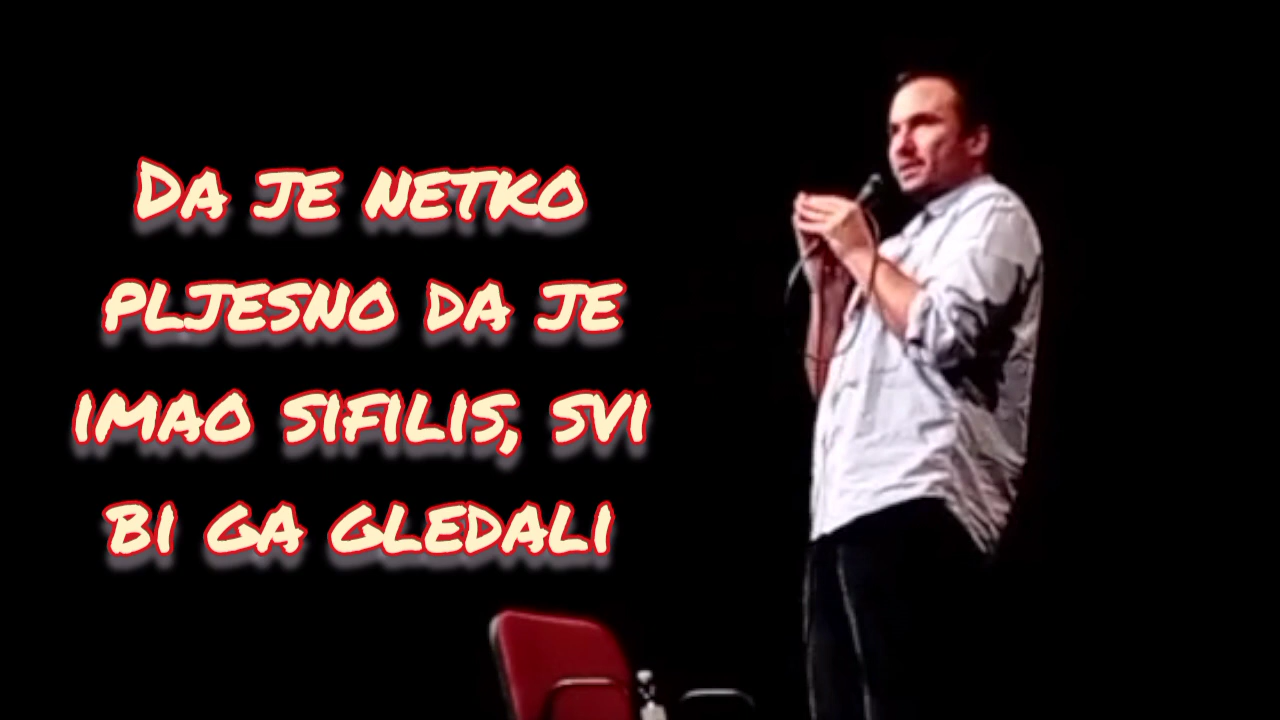 Da je netko
pljesno da je
imao sifilis, svi
bi ga gledali